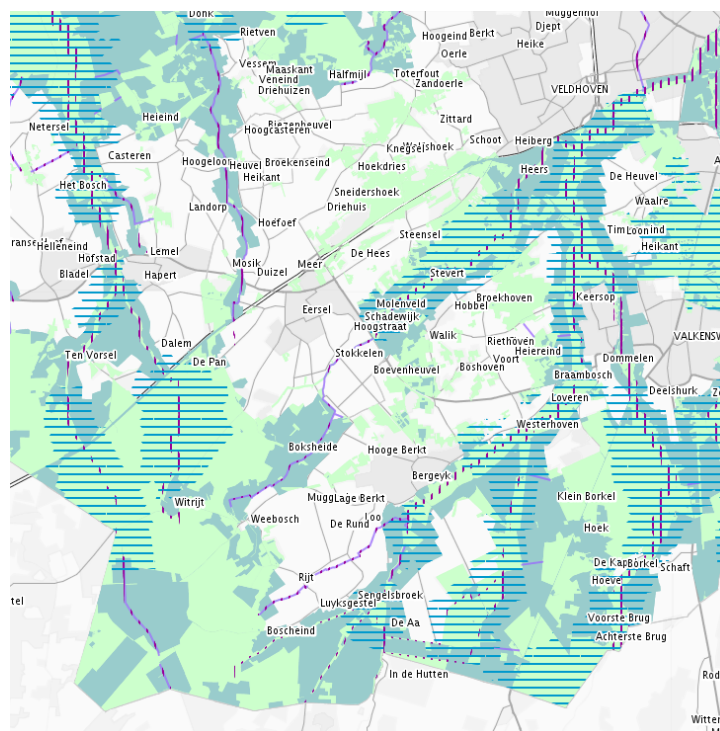 Donk
Muggenhof
Rietven
Hoogeind
Berkt
Djept
Heike
Oerle
Vessem
Maaskant
Veneind
Halfmijl
Toterfout
Zandoerle
Driehuizen
VELDHOVEN
Heieind
Netersel
Hoogcasteren
Zittard
Schoot
Heiberg
Casteren
Hoogeloon
Heuvel
Broekenseind
Hoekdries
Heers
Heikant
De Heuvel
Het Bosch
Sneidershoek
Waalre
Landorp
Driehuis
Hoefoef
Steensel
Loon
Heikant
Helleneind
Lemel
De Hees
Hofstad
Mosik
Meer
Bladel
Hapert
Duizel
Stevert
Broekhoven
Keersop
Molenveld
Hobbel
Eersel
Schadewijk
Hoogstraat
Walik
Riethoven
VALKENSW
Dalem
Stokkelen
Heiereind
Ten Vorsel
De Pan
Voort
Dommelen
Boevenheuvel
Boshoven
Braambosch
Deelshurk
Loveren
Westerhoven
Boksheide
Hooge Berkt
Bergeyk
Witrijt
Lage Berkt
Klein Borkel
Weebosch
De Rund
Loo
Hoek
De Kap
Borkel
Schaft
Rijt
Hoeve
tel
Luyksgestel
Sengelsbroek
Voorste Brug
Boscheind
De Aa
Achterste Brug
In de Hutten
Rod
Witter